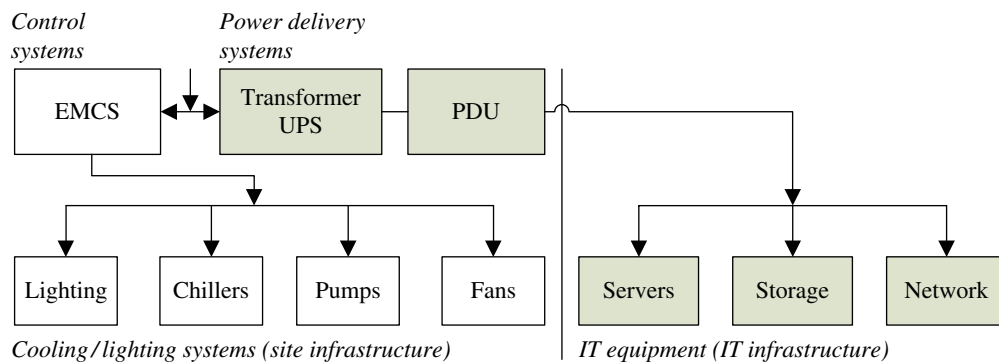 Control
systems
Power delivery
systems
EMCS
Transformer
UPS
PDU
Lighting
Chillers
Pumps
Fans
Servers
Storage
Network
Cooling/lighting systems (site infrastructure)
IT equipment (IT infrastructure)